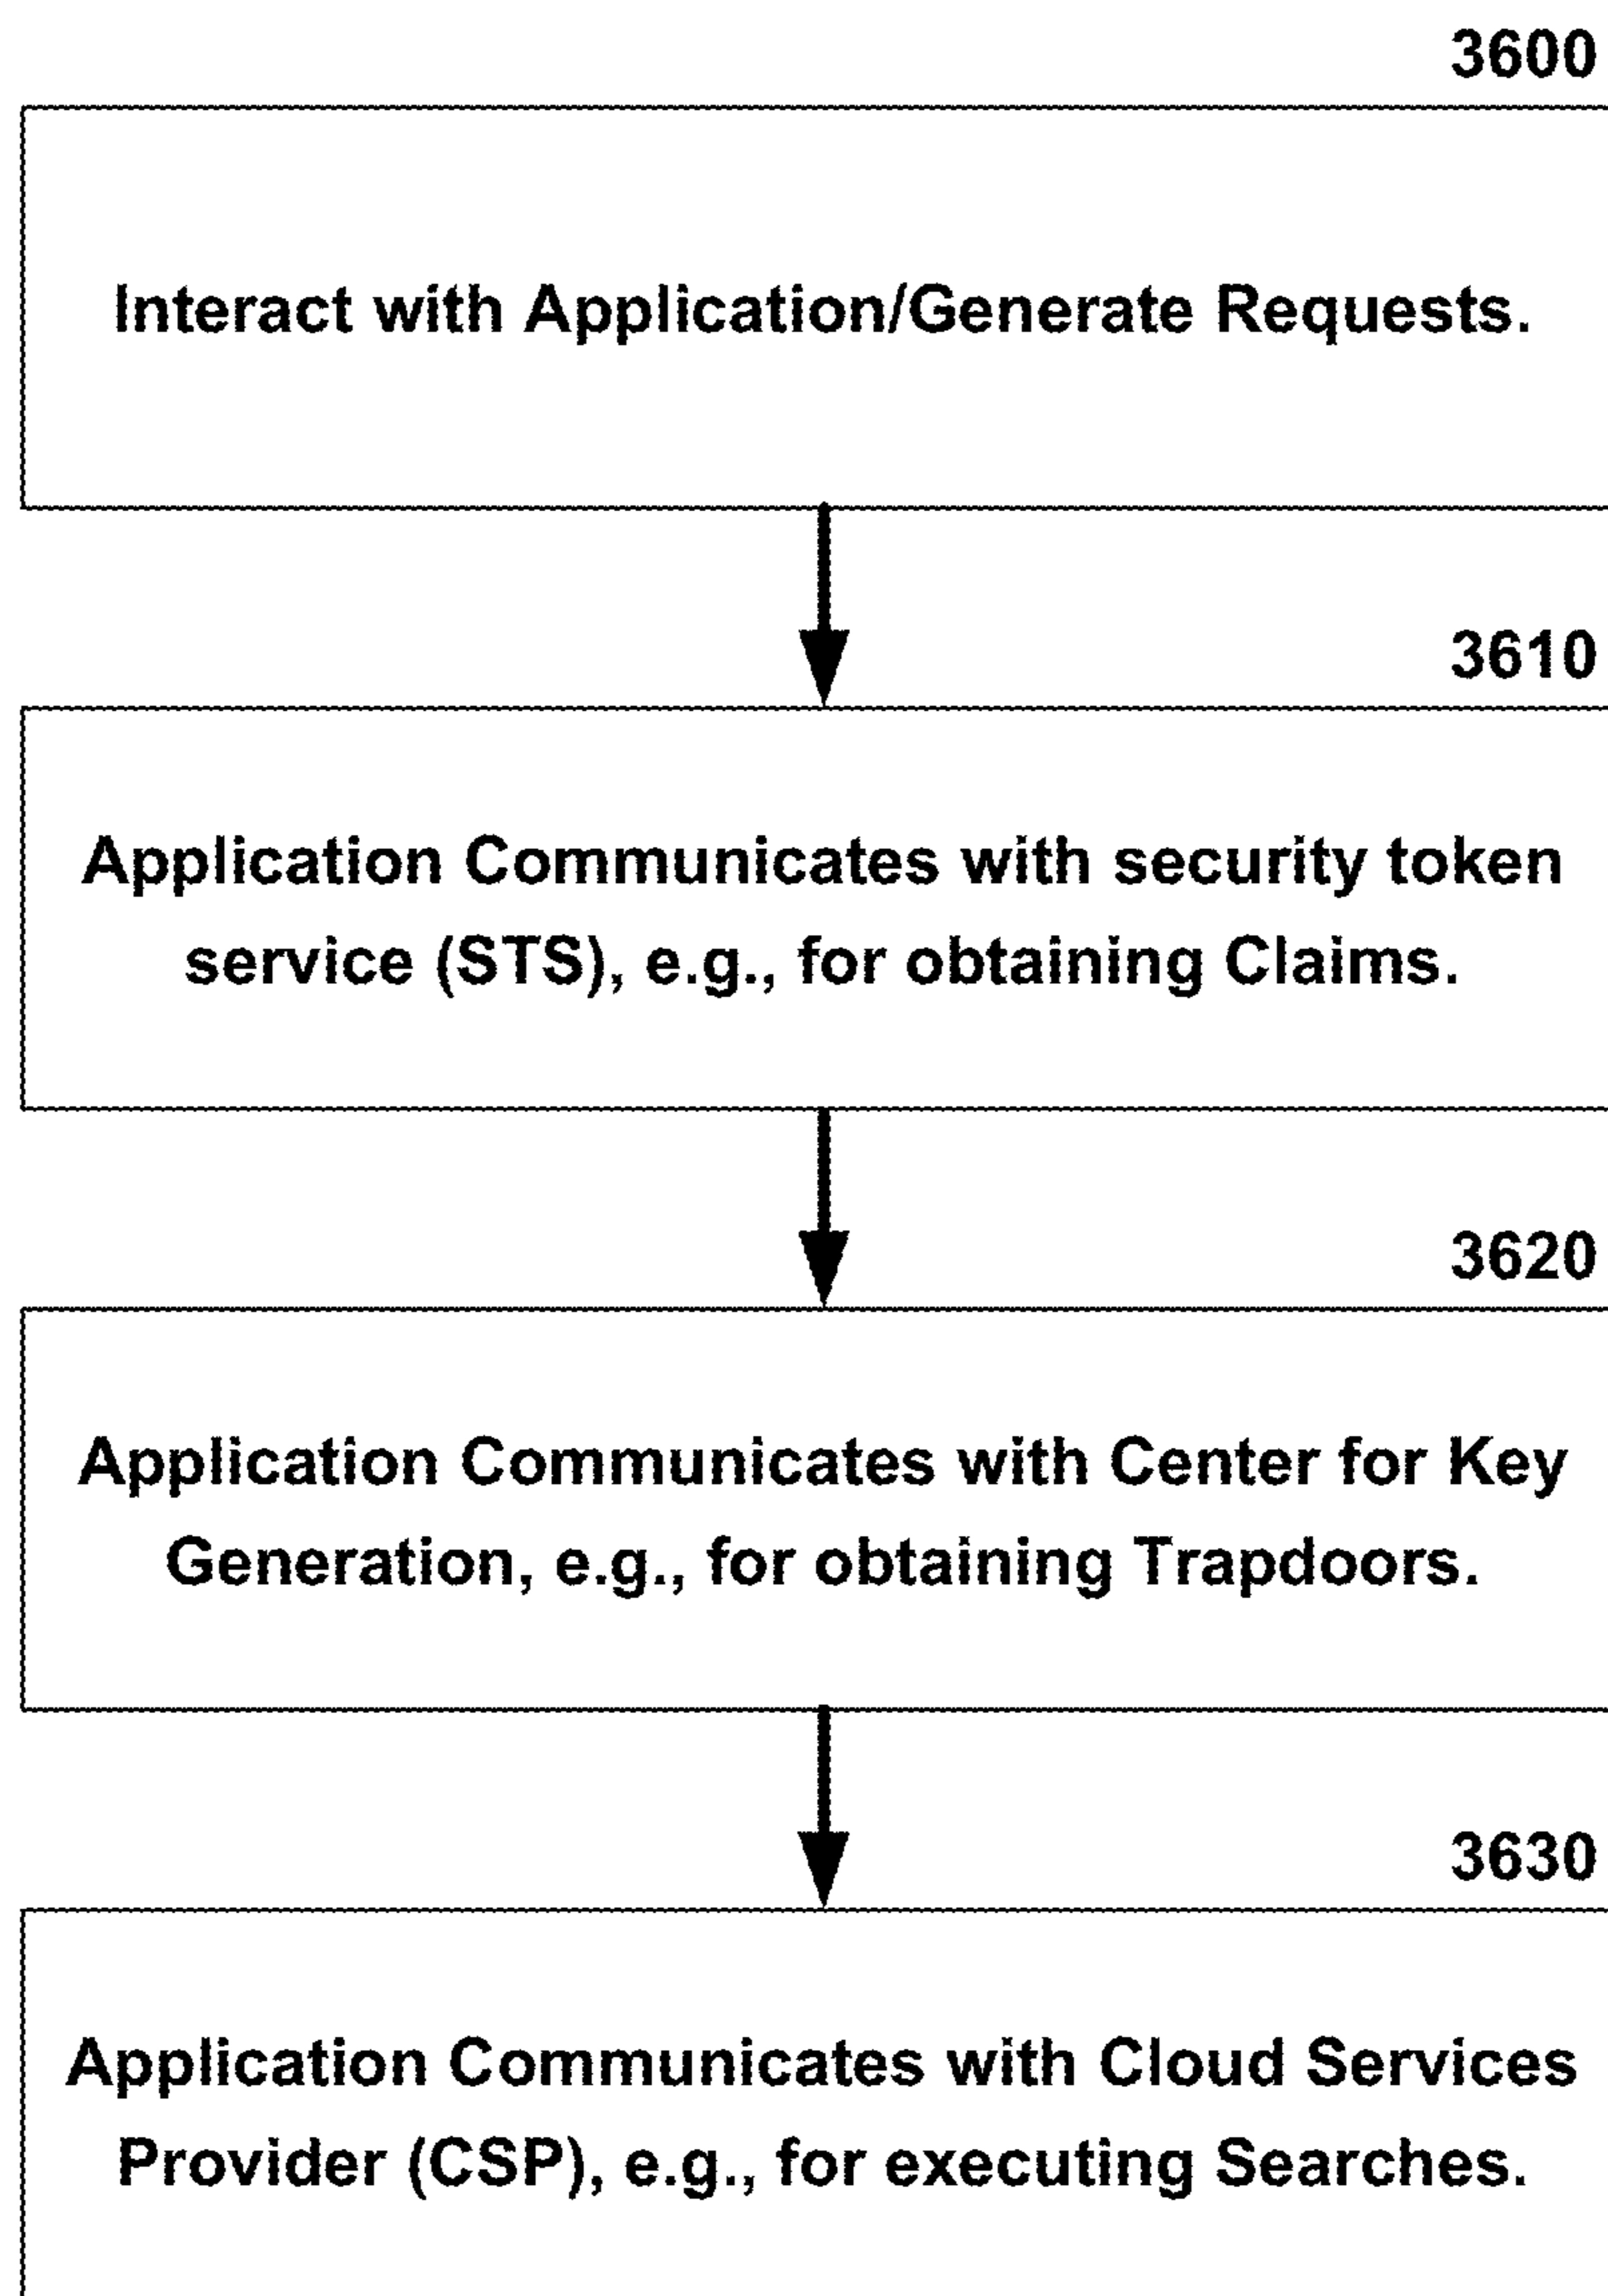 3600
Interact with Application/Generate Requests.
3610
Application Communicates with security token
service (STS), e.g., for obtaining Claims.
3620
Application Communicates with Center for Key
Generation, e.g., for obtaining Trapdoors.
3630
Application Communicates with Cloud Services
Provider (CSP), e.g., for executing Searches.